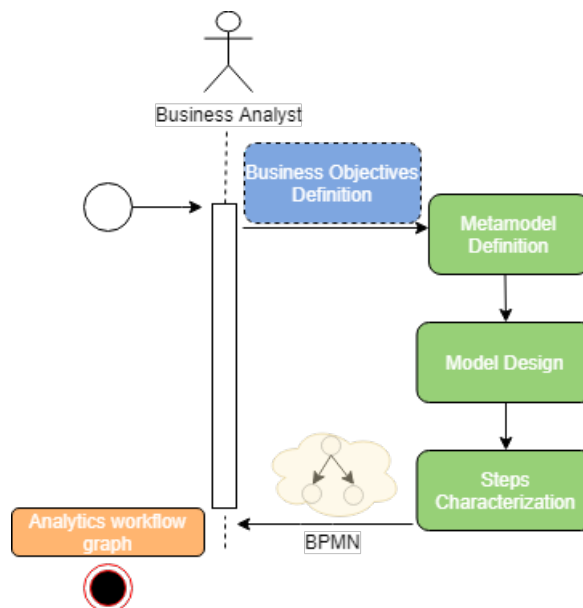 Business Analyst
Business Objectives
Definition
Metamodel
Definition
Model Design
Steps
Characterization
BPMN
Analytics workflow
graph